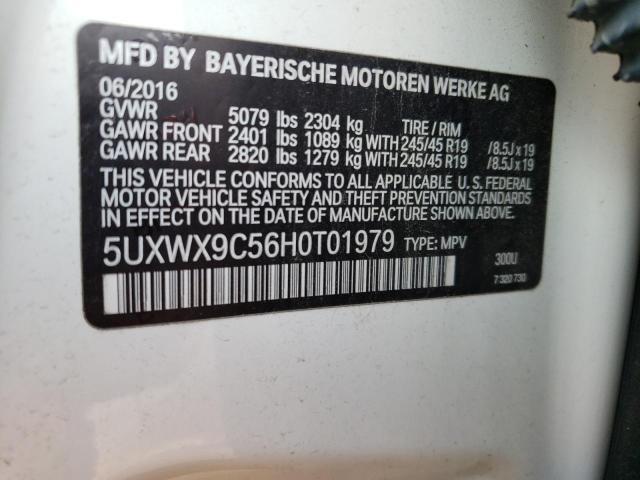 MFD BY BAYERISCHE MOTOREN WERKE AG
06/2016
GVWR 5079 lbs 2304 kg TIRE / RIM
GAWR FRONT 2401 lbs 1089 kg WITH 245/45 R19 /8.5J x 19
GAWR REAR 2820 lbs 1279 kg WITH 245/45 R19 /8.5J x 19
THIS VEHICLE CONFORMS TO ALL APPLICABLE U.S. FEDERAL
MOTOR VEHICLE SAFETY AND THEFT PREVENTION
STANDARDS IN EFFECT ON THE DATE OF MANUFACTURE SHOWN ABOVE.
5UXWX9C56H0T01979 TYPE: MPV
300U
7 320 730